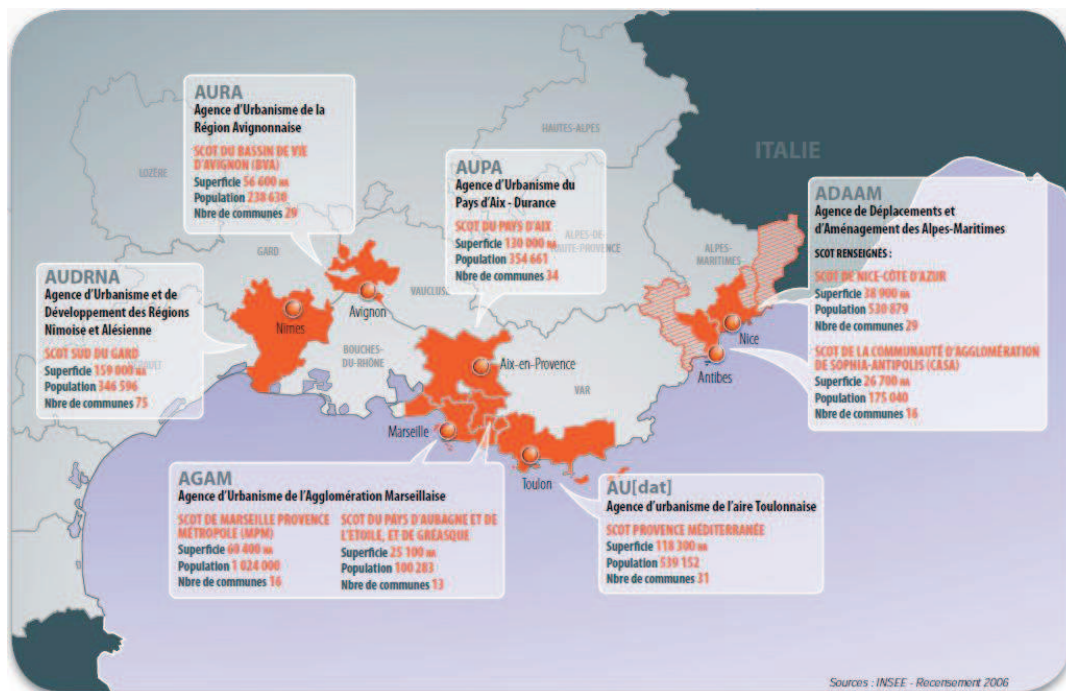 AURA
Agence d'Urbanisme de la
Région Avignonnaise
SCOT DU BASSIN DE VIE
D'AVIGNON (BVA)
Superficie 56 600 HA
Population 238 630
Nbre de communes 29
AUPA
Agence d'Urbanisme du
Pays d'Aix - Durance
SCOT DU PAYS D'AIX
Superficie 130 000 HA
Population 354 661
Nbre de communes 34
ADAAM
Agence de Déplacements et
d'Aménagement des Alpes-Maritimes
SCOT RENSEIGNÉS :
SCOT DE NICE-CÔTE D'AZUR
Superficie 38 900 HA
Population 530 879
Nbre de communes 29
SCOT DE LA COMMUNAUTÉ D'AGGLOMÉRATION
DE SOPHIA-ANTIPOLIS (CASA)
Superficie 26 700 HA
Population 175 040
Nbre de communes 16
AUDRNA
Agence d'Urbanisme et de
Développement des Régions
Nîmoise et Alésienne
SCOT SUD DU GARD
Superficie 159 000 HA
Population 346 596
Nbre de communes 75
AGAM
Agence d'Urbanisme de l'Agglomération Marseillaise
SCOT DE MARSEILLE PROVENCE
MÉTROPOLE (MPM)
Superficie 60 400 HA
Population 1 024 000
Nbre de communes 16
SCOT DU PAYS D'AUBAGNE ET DE
L'ETOILE, ET DE GRÉASQUE
Superficie 25 100 HA
Population 100 283
Nbre de communes 13
AU[dat]
Agence d'urbanisme de l'aire Toulonnaise
SCOT PROVENCE MÉDITERRANÉE
Superficie 118 300 HA
Population 539 152
Nbre de communes 31
LOZÈRE
HAUTES-ALPES
ITALIE
GARD
VAUCLUSE
ALPES-DE-
HAUTE-PROVENCE
ALPES-
MARITIMES
BOUCHES-
DU-RHÔNE
VAR
Nîmes
Avignon
Aix-en-Provence
Marseille
Toulon
Nice
Antibes
Sources : INSEE - Recensement 2006